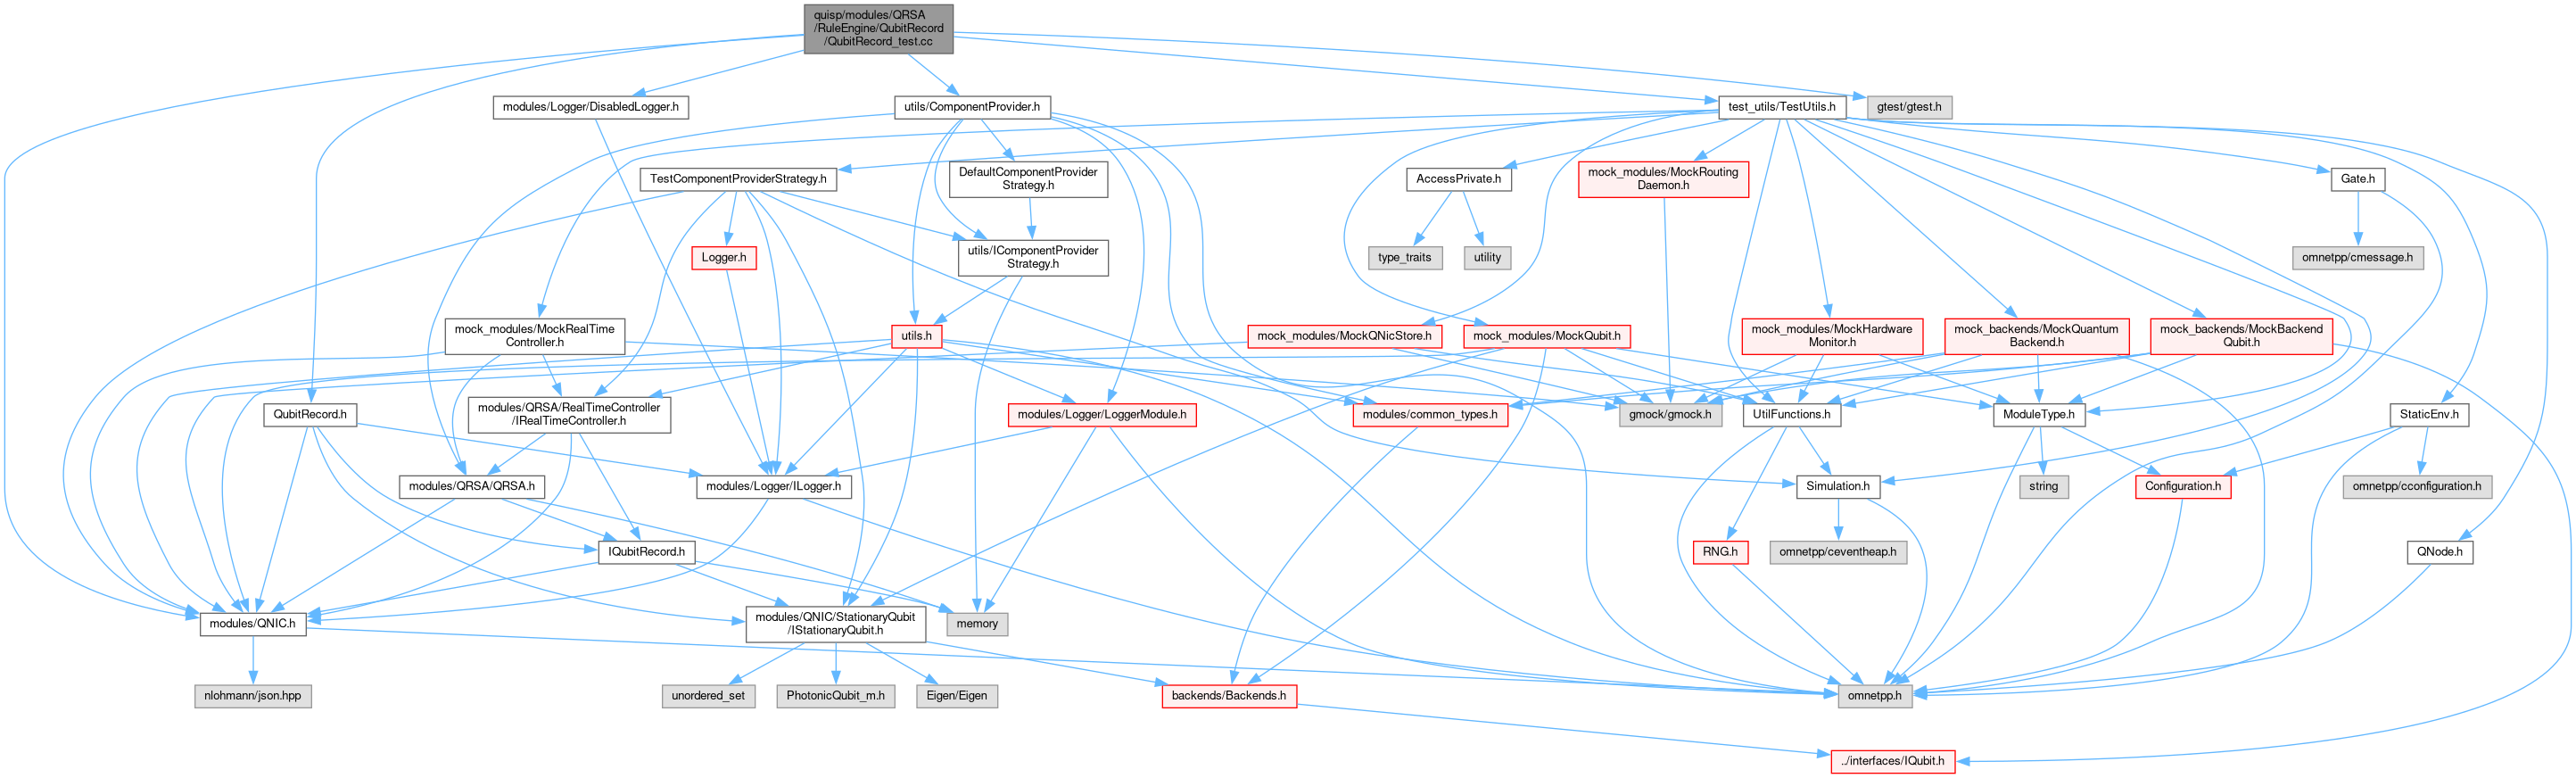 quisp/modules/QRSA
/RuleEngine/QubitRecord
/QubitRecord_test.cc
modules/Logger/DisabledLogger.h
utils/ComponentProvider.h
test_utils/TestUtils.h
gtest/gtest.h
TestComponentProviderStrategy.h
DefaultComponentProvider
Strategy.h
AccessPrivate.h
mock_modules/MockRouting
Daemon.h
Gate.h
Logger.h
utils/IComponentProvider
Strategy.h
type_traits
utility
omnetpp/cmessage.h
mock_modules/MockRealTime
Controller.h
utils.h
mock_modules/MockQNicStore.h
mock_modules/MockQubit.h
mock_modules/MockHardware
Monitor.h
mock_backends/MockQuantum
Backend.h
mock_backends/MockBackend
Qubit.h
QubitRecord.h
modules/QRSA/RealTimeController
/IRealTimeController.h
modules/Logger/LoggerModule.h
modules/common_types.h
gmock/gmock.h
UtilFunctions.h
ModuleType.h
StaticEnv.h
modules/QRSA/QRSA.h
modules/Logger/ILogger.h
Simulation.h
string
Configuration.h
omnetpp/cconfiguration.h
IQubitRecord.h
RNG.h
omnetpp/ceventheap.h
QNode.h
modules/QNIC.h
modules/QNIC/StationaryQubit
/IStationaryQubit.h
memory
nlohmann/json.hpp
unordered_set
PhotonicQubit_m.h
Eigen/Eigen
backends/Backends.h
omnetpp.h
../interfaces/IQubit.h